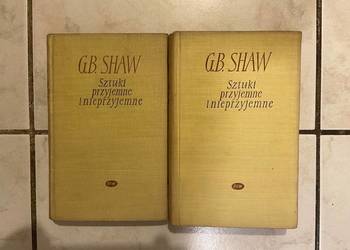 G.B. SHAW
Sztuki
przyjemne
i nieprzyjemne
G.B. SHAW
Sztuki
przyjemne
i nieprzyjemne